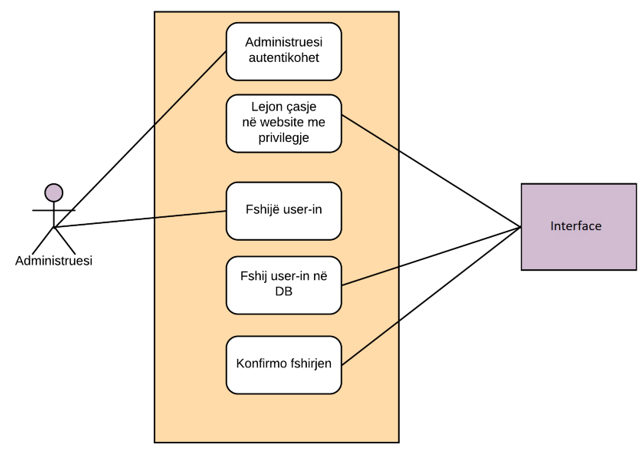 Administruesi
autentikohet
Lejon çasje
në website me
privilegje
Fshijë user-in
Administruesi
Interface
Fshij user-in në
DB
Konfirmo fshirjen